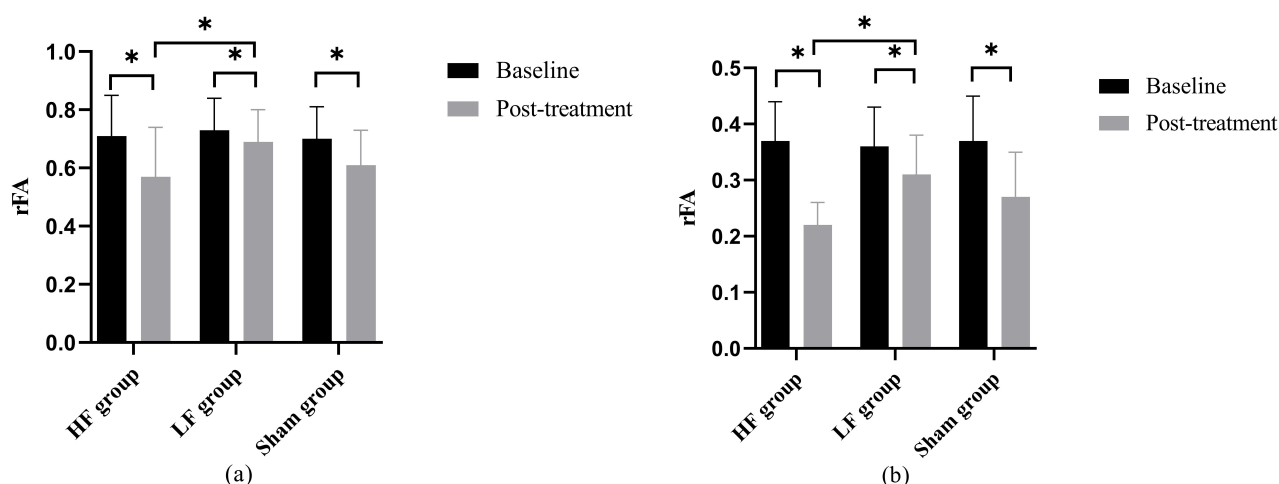 *
* * *
1.0
0.8
0.6
0.4
0.2
0.0
rFA
HF group
LF group
Sham group
Baseline
Post-treatment
(a)
*
* * *
0.5
0.4
0.3
0.2
0.1
0.0
rFA
HF group
LF group
Sham group
Baseline
Post-treatment
(b)